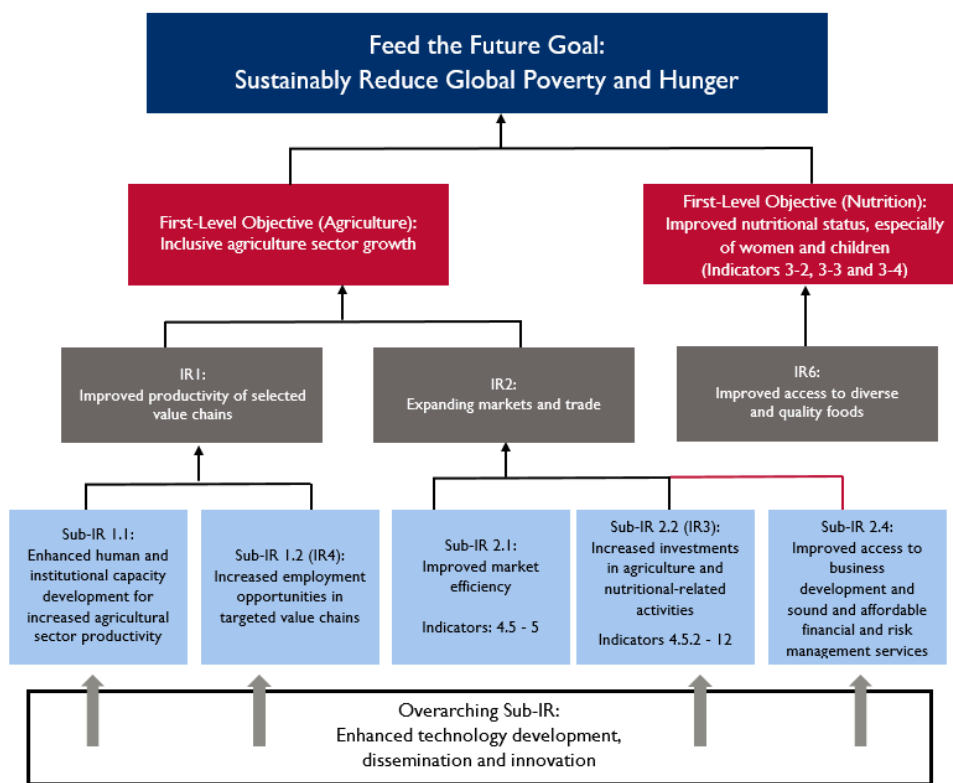 Feed the Future Goal:
Sustainably Reduce Global Poverty and Hunger
First-Level Objective (Agriculture):
Inclusive agriculture sector growth
First-Level Objective (Nutrition):
Improved nutritional status, especially
of women and children
(Indicators 3-2, 3-3 and 3-4)
IR1:
Improved productivity of selected
value chains
IR2:
Expanding markets and trade
IR6:
Improved access to diverse
and quality foods
Sub-IR 1.1:
Enhanced human and
institutional capacity
development for
increased agricultural
sector productivity
Sub-IR 1.2 (IR4):
Increased employment
opportunities in
targeted value chains
Sub-IR 2.1:
Improved market
efficiency
Indicators: 4.5 - 5
Sub-IR 2.2 (IR3):
Increased investments
in agriculture and
nutritional-related
activities
Indicators 4.5.2 - 12
Sub-IR 2.4:
Improved access to
business
development and
sound and affordable
financial and risk
management services
Overarching Sub-IR:
Enhanced technology development,
dissemination and innovation